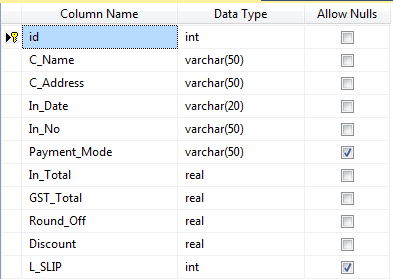 Column Name Data Type Allow Nulls
id int
C_Name varchar(50)
C_Address varchar(50)
In_Date varchar(20)
In_No varchar(50)
Payment_Mode varchar(50)
In_Total real
GST_Total real
Round_Off real
Discount real
L_SLIP int